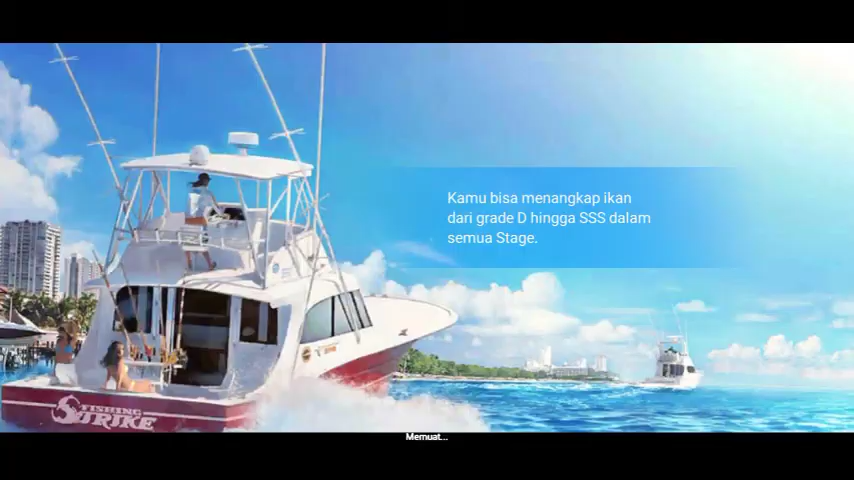 Kamu bisa menangkap ikan
dari grade D hingga SSS dalam
semua Stage.
FISHING
STRIKE
Memuat...